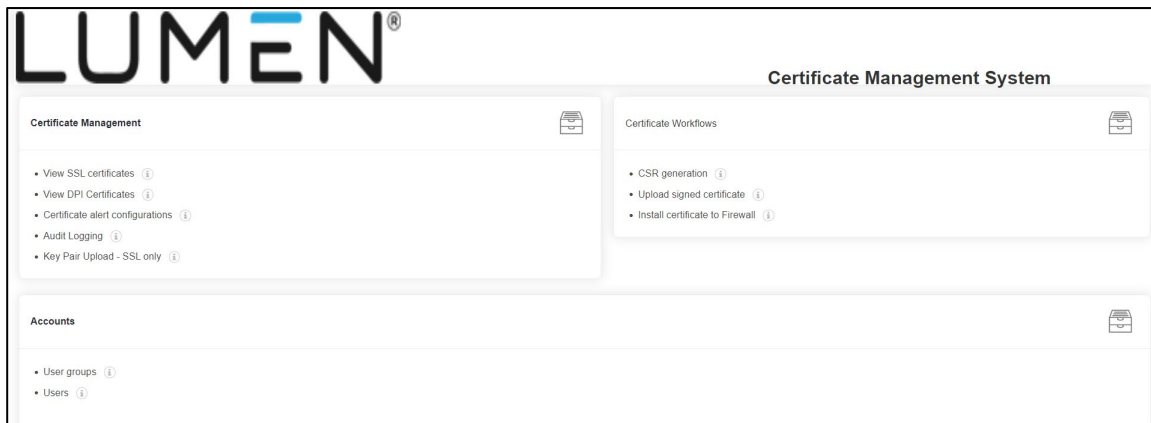 LUMEN®
Certificate Management System
Certificate Management
• View SSL certificates
• View DPI Certificates
• Certificate alert configurations
• Audit Logging
• Key Pair Upload - SSL only
Certificate Workflows
• CSR generation
• Upload signed certificate
• Install certificate to Firewall
Accounts
• User groups
• Users